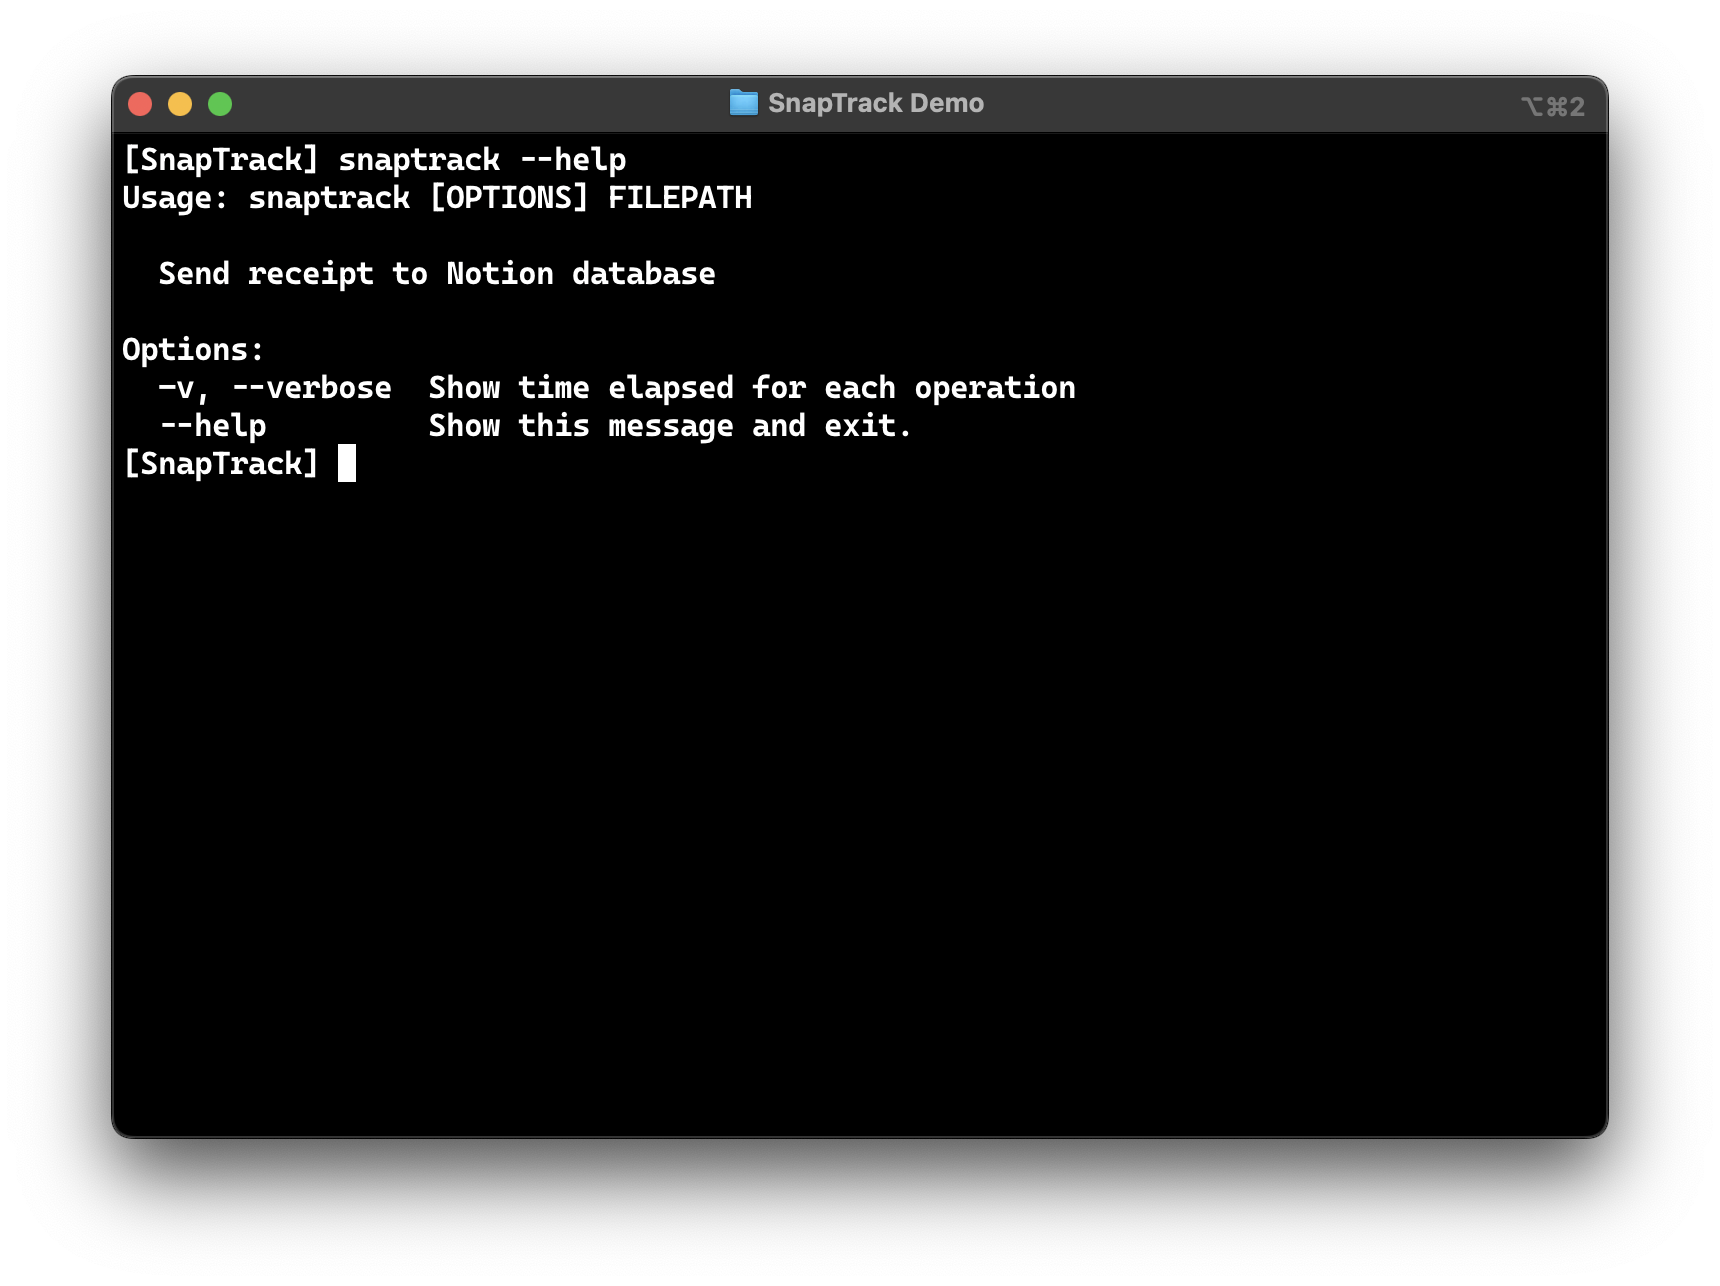 SnapTrack Demo
⌥⌘2
[SnapTrack] snaptrack --help
Usage: snaptrack [OPTIONS] FILEPATH
Send receipt to Notion database
Options:
-v, --verbose  Show time elapsed for each operation
--help         Show this message and exit.
[SnapTrack]